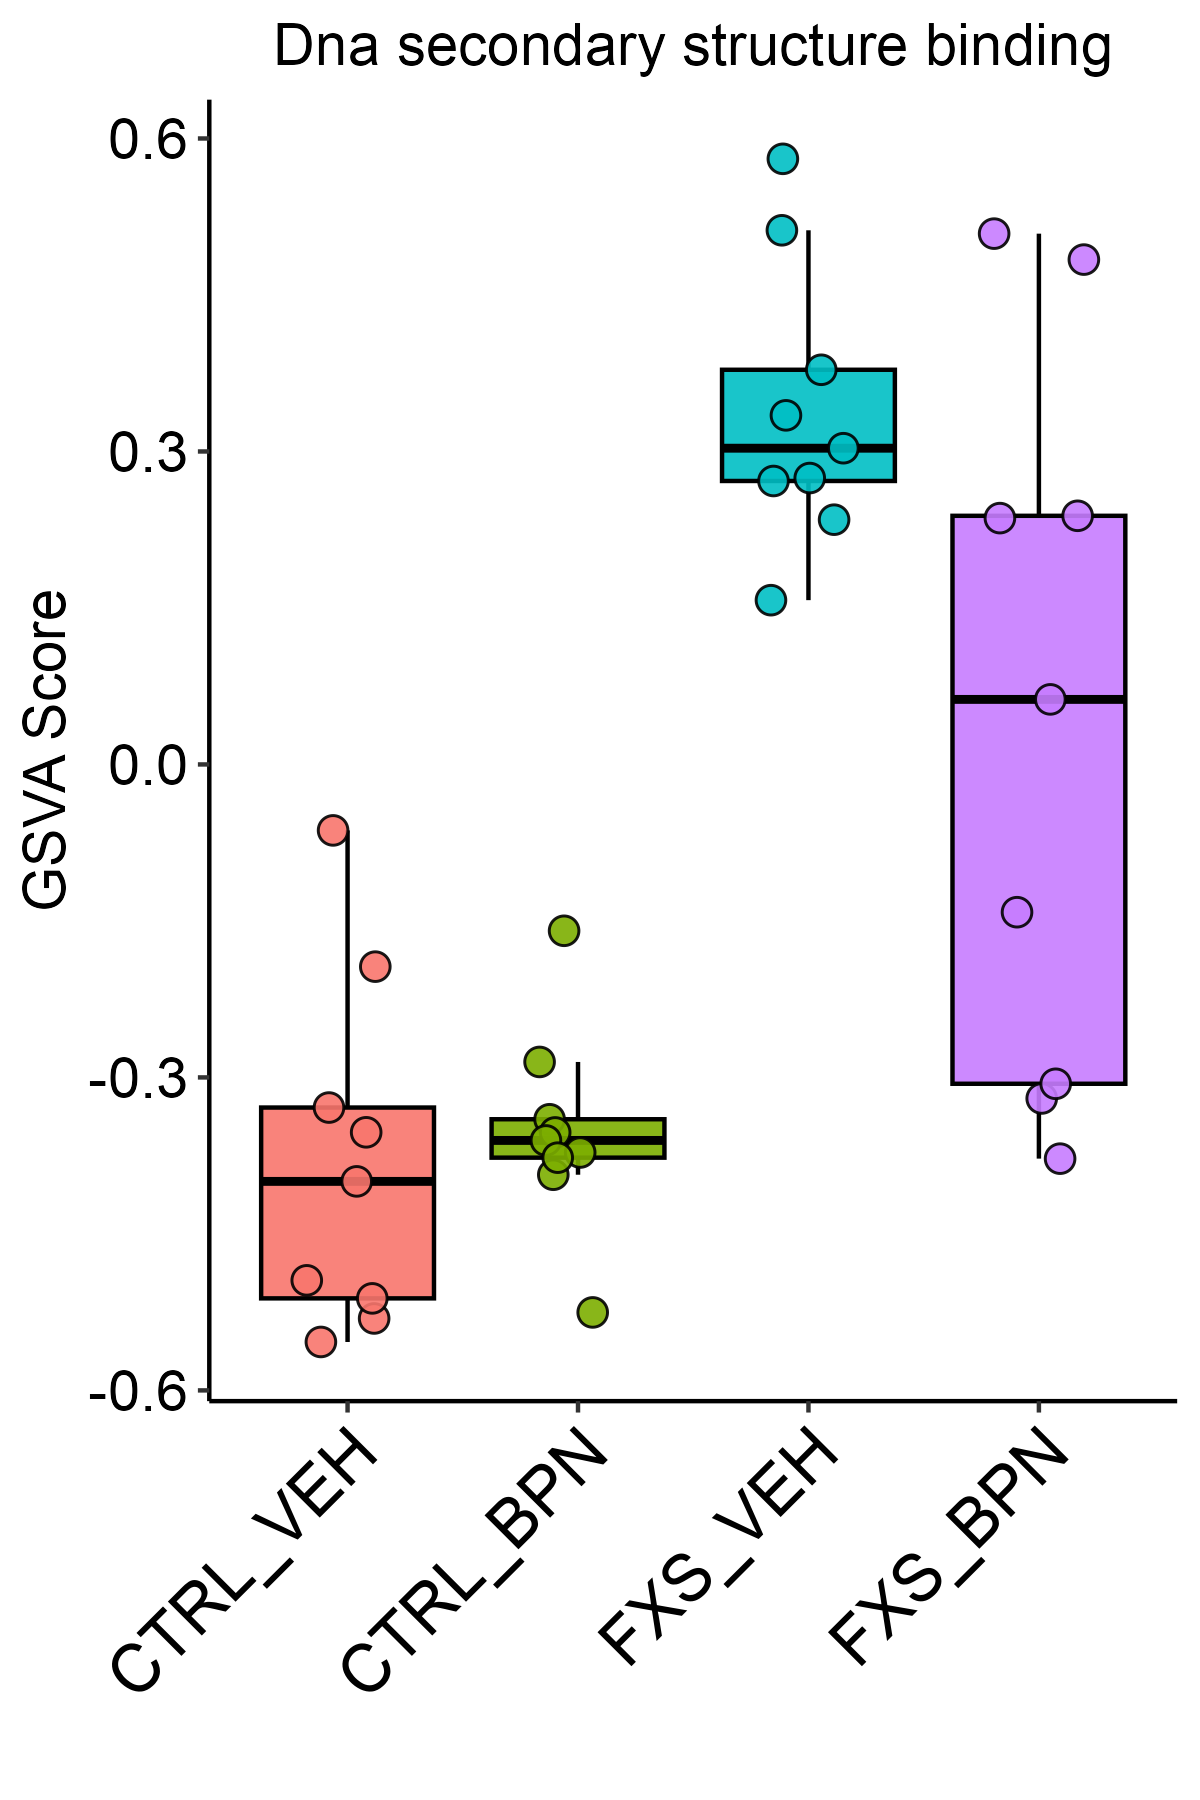 Dna secondary structure binding
GSVA Score
0.6
0.3
0.0
-0.3
-0.6
CTRL_VEH
CTRL_BPN
FXS_VEH
FXS_BPN